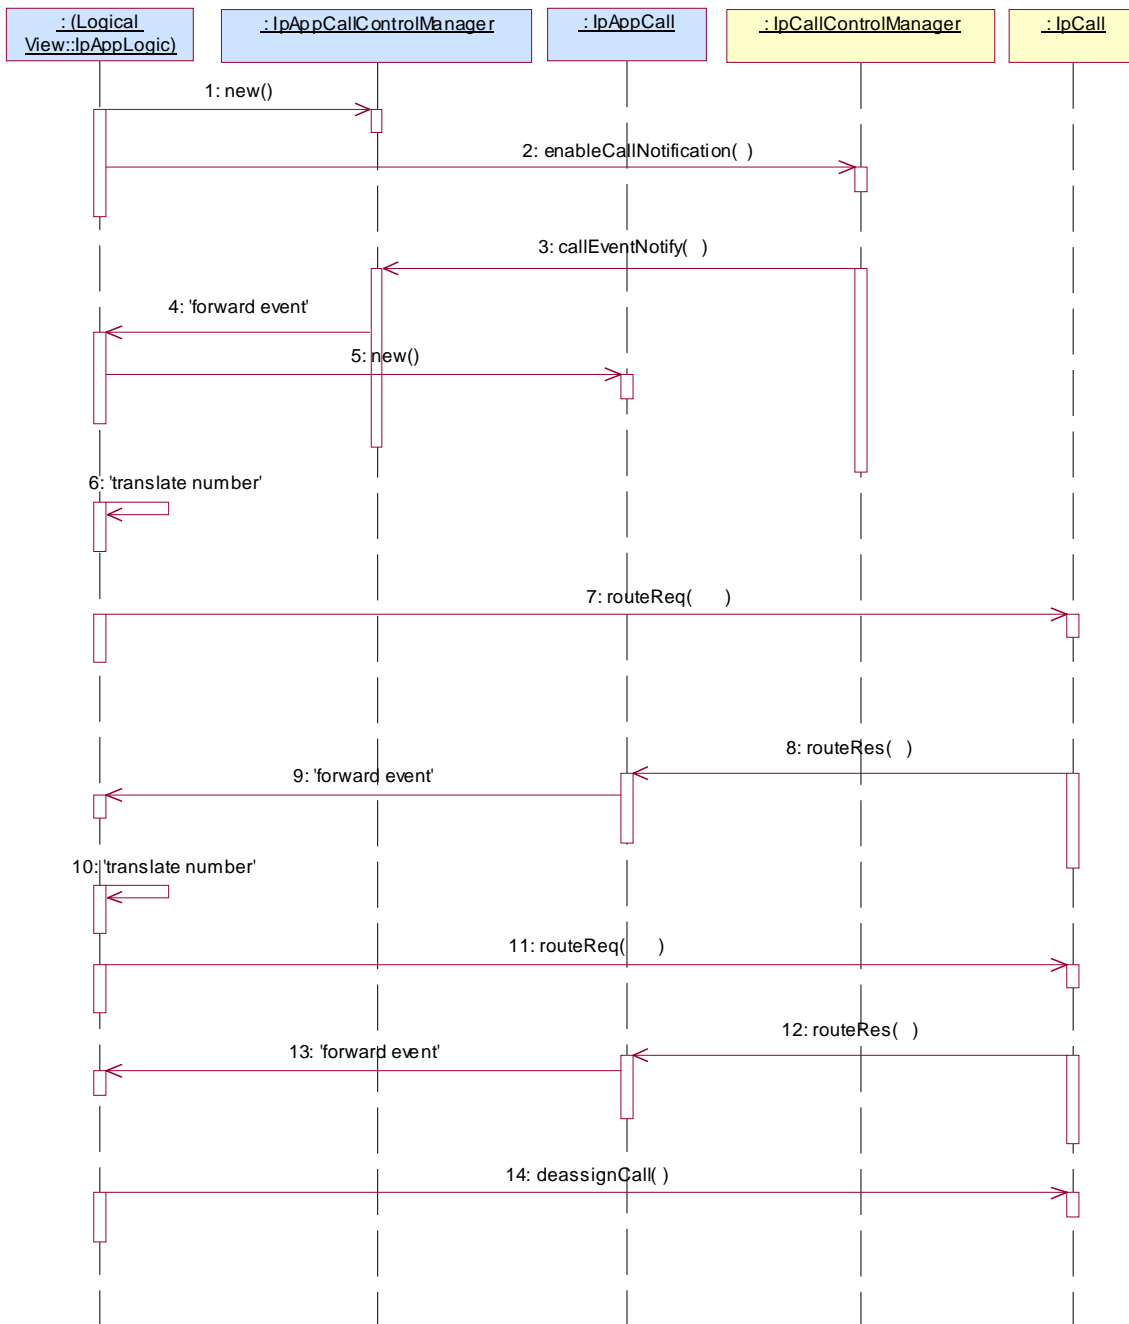 : (Logical
View::IpAppLogic)
: IpAppCallControlManager
: IpAppCall
: IpCallControlManager
: IpCall
1: new()
2: enableCallNotification(  )
3: callEventNotify(  )
4: 'forward event'
5: new()
6: 'translate number'
7: routeReq(      )
8: routeRes(  )
9: 'forward event'
10: 'translate number'
11: routeReq(      )
12: routeRes(  )
13: 'forward event'
14: deassignCall( )